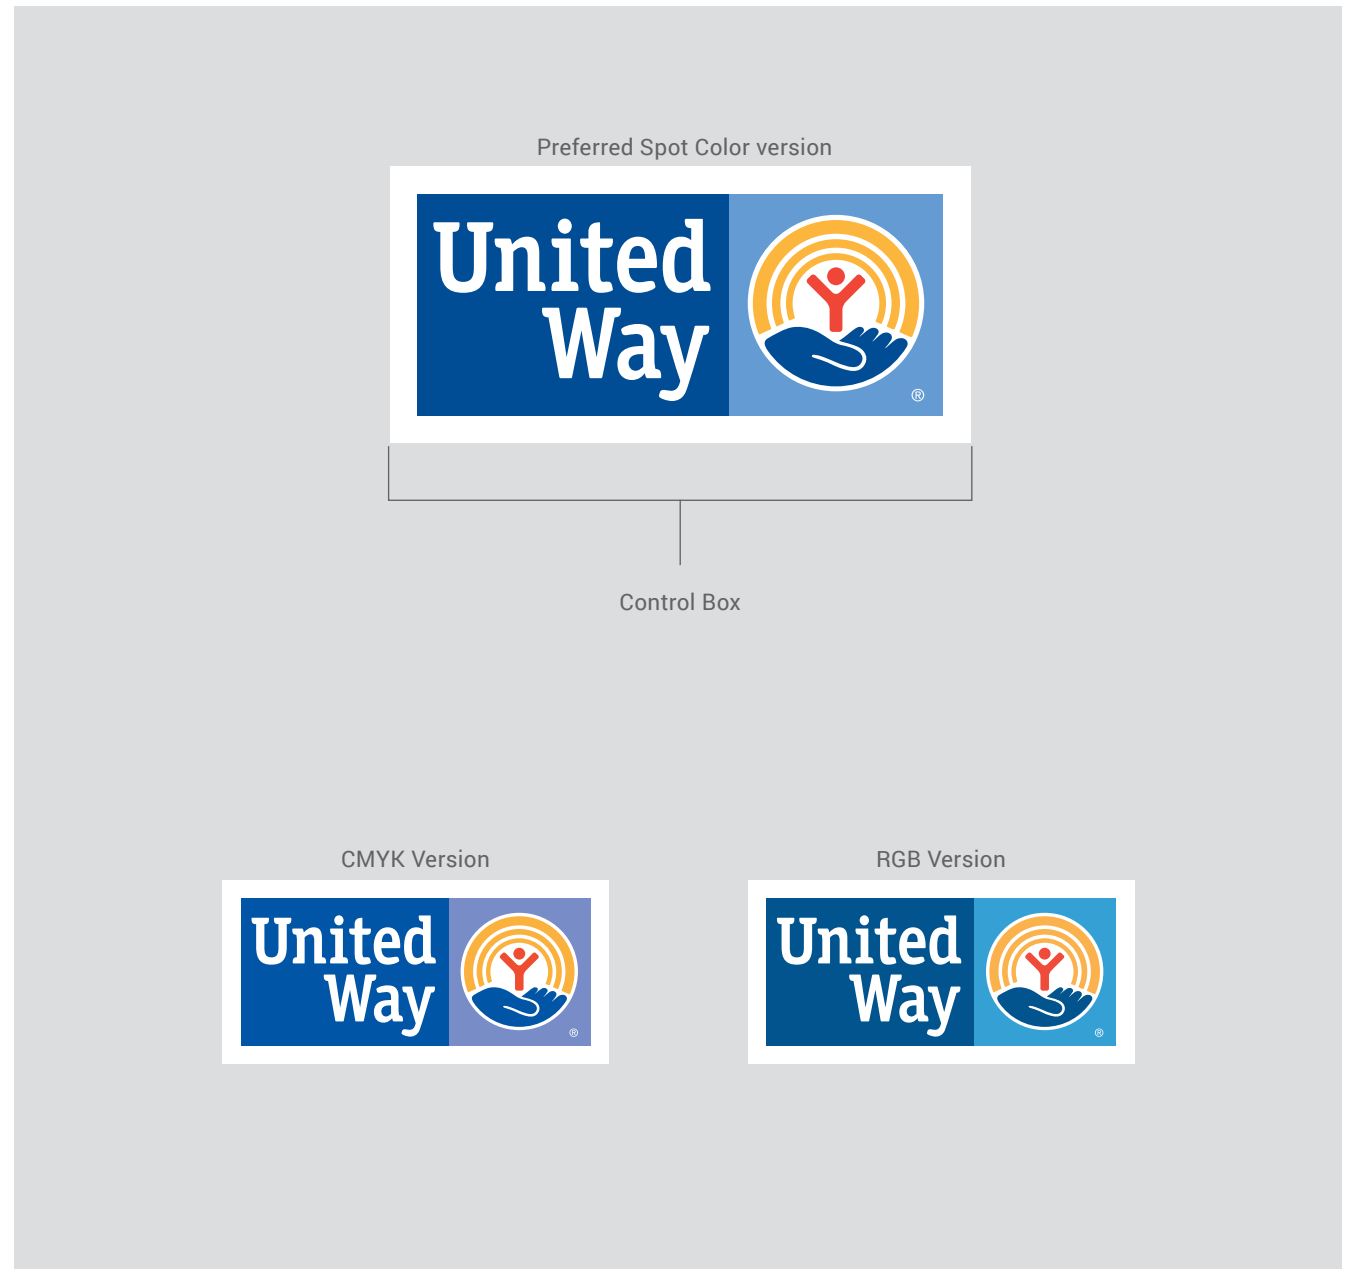 Preferred Spot Color version
United
Way
®
Control Box
CMYK Version
United
Way
®
RGB Version
United
Way
®